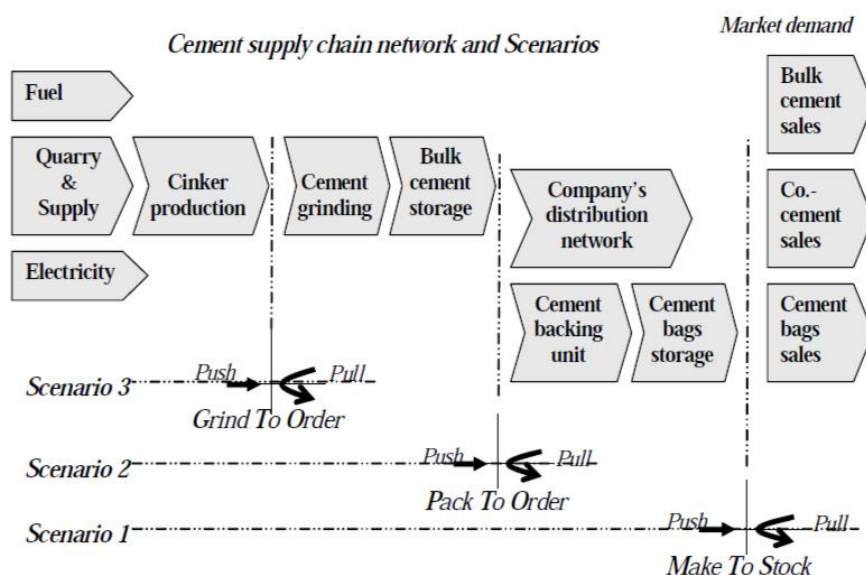 Market demand
Cement supply chain network and Scenarios
Fuel
Quarry
&
Supply
Electricity
Cinker
production
Cement
grinding
Bulk
cement
storage
Company's
distribution
network
Cement
backing
unit
Cement
bags
storage
Bulk
cement
sales
Co.-
cement
sales
Cement
bags
sales
Scenario 3
Push
Pull
Grind To Order
Scenario 2
Push
Pull
Pack To Order
Scenario 1
Push
Pull
Make To Stock